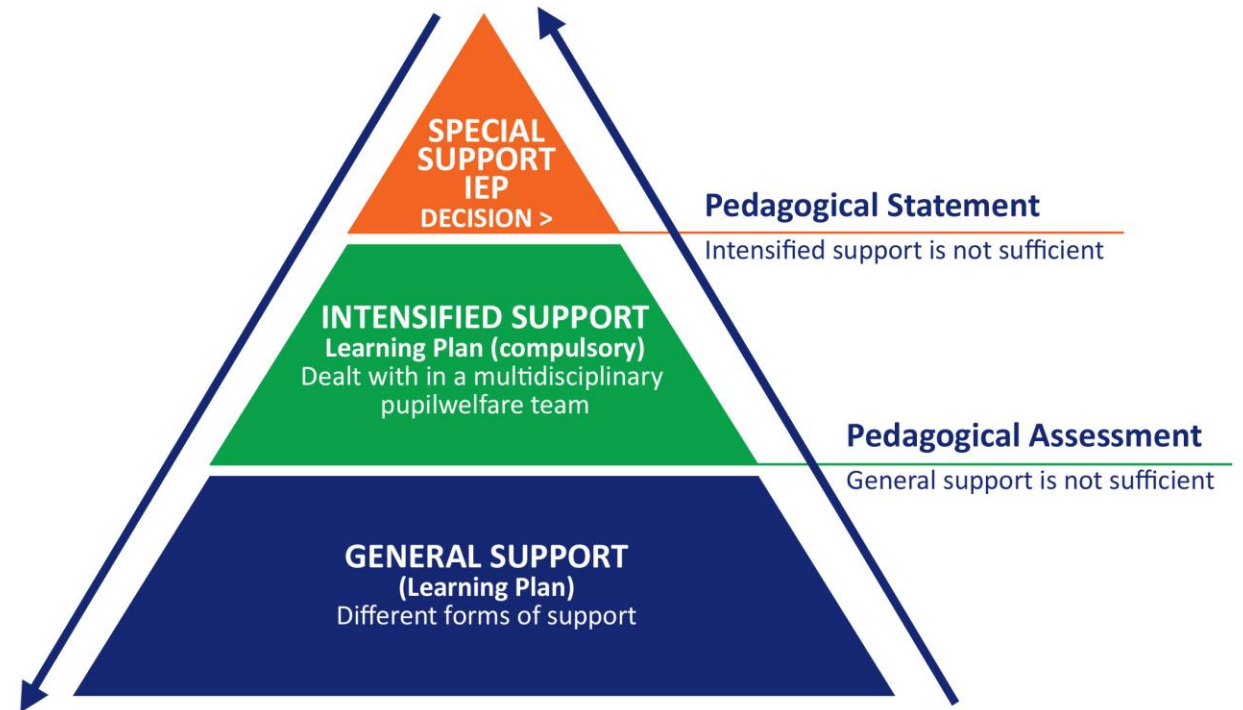 SPECIAL
SUPPORT
IEP
DECISION >
Pedagogical Statement
Intensified support is not sufficient
INTENSIFIED SUPPORT
Learning Plan (compulsory)
Dealt with in a multidisciplinary
pupilwelfare team
Pedagogical Assessment
General support is not sufficient
GENERAL SUPPORT
(Learning Plan)
Different forms of support